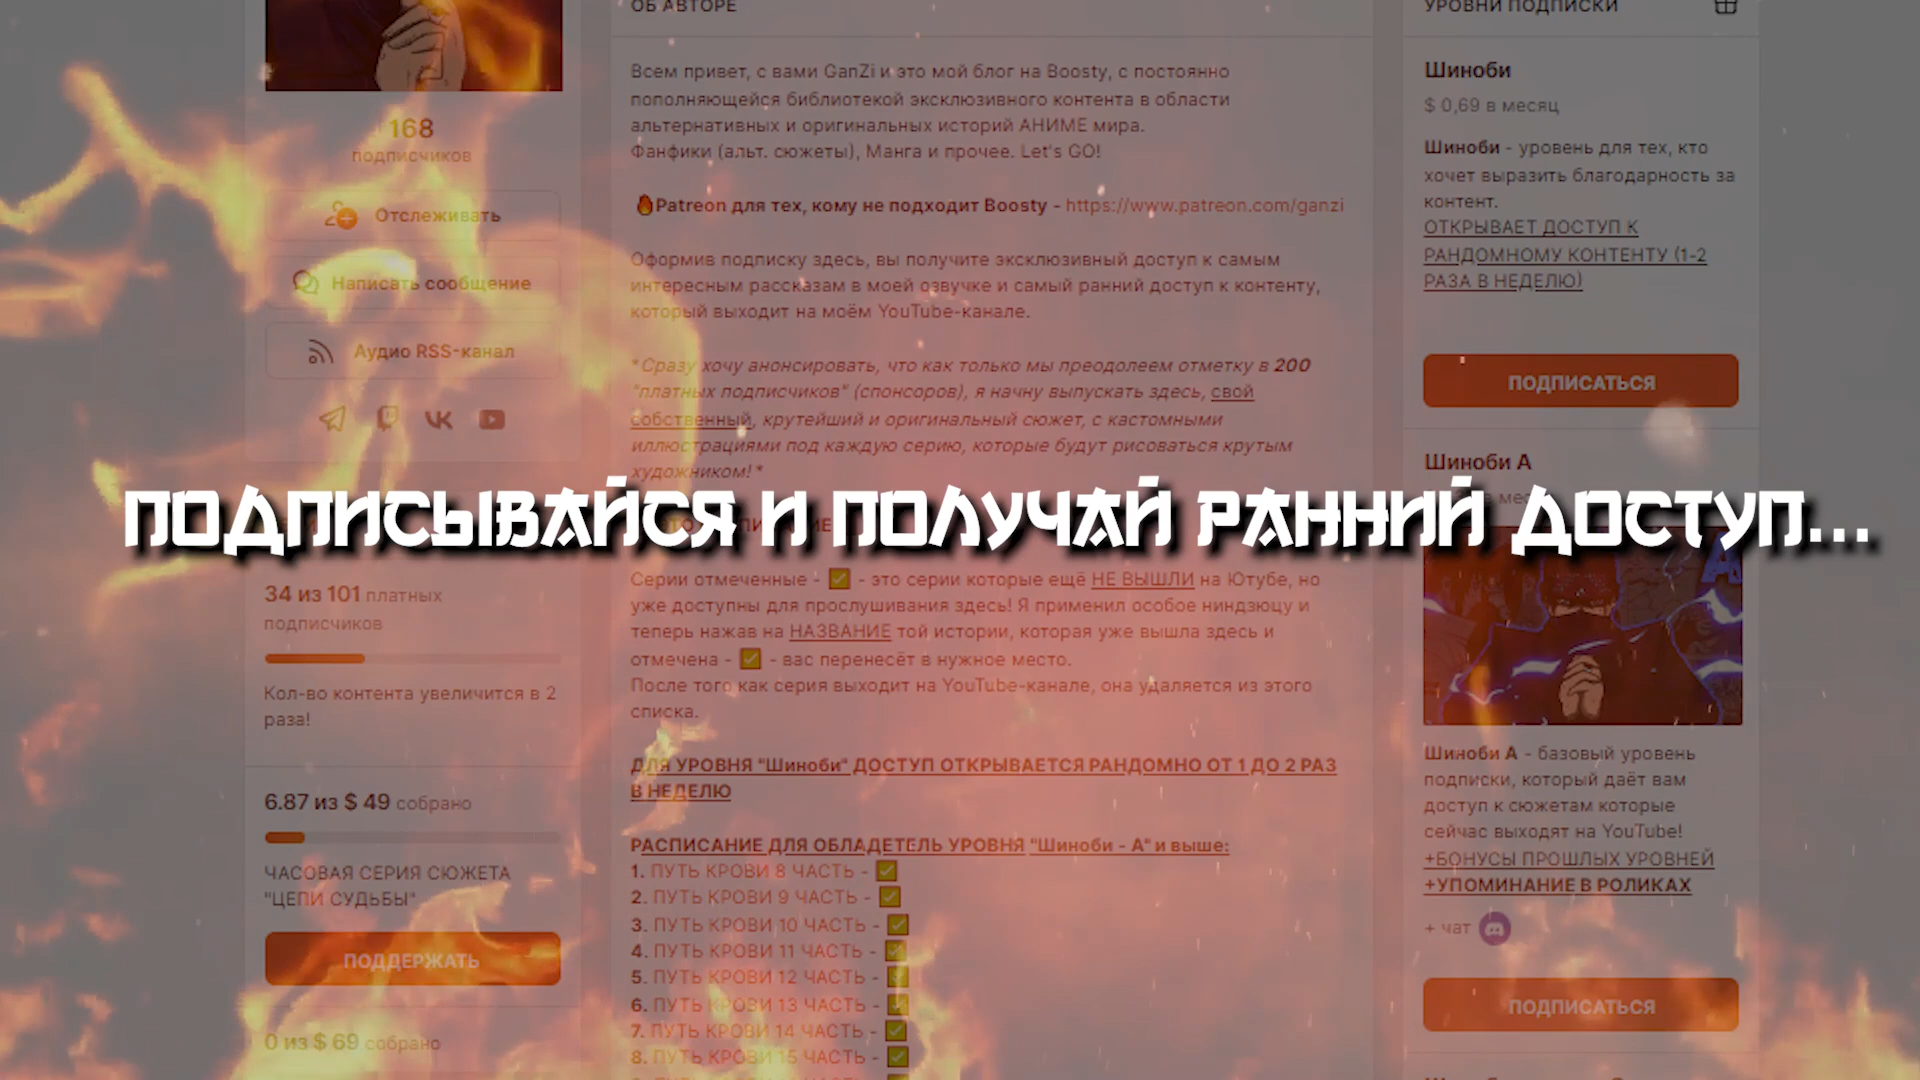 168
подписчиков
Отслеживать
Написать сообщение
Аудио RSS-канал
34 из 101 платных
подписчиков
Кол-во контента увеличится в 2
раза!
6.87 из $ 49 собрано
ЧАСОВАЯ СЕРИЯ СЮЖЕТА
"ЦЕПИ СУДЬБЫ"
ПОДДЕРЖАТЬ
0 из $ 69 собрано
ОБ АВТОРЕ
Всем привет, с вами GanZi и это мой блог на Boosty, с постоянно
пополняющейся библиотекой эксклюзивного контента в области
альтернативных и оригинальных историй АНИМЕ мира.
Фанфики (альт. сюжеты), Манга и прочее. Let's GO!
🔥Patreon для тех, кому не подходит Boosty - https://www.patreon.com/ganzi
Оформив подписку здесь, вы получите эксклюзивный доступ к самым
интересным рассказам в моей озвучке и самый ранний доступ к контенту,
который выходит на моём YouTube-канале.
*Сразу хочу анонсировать, что как только мы преодолеем отметку в 200
"платных подписчиков" (спонсоров), я начну выпускать здесь, свой
собственный, крутейший и оригинальный сюжет, с кастомными
иллюстрациями под каждую серию, которые будут рисоваться крутым
художником!*
ПОДПИСЫВАЙСЯ И ПОЛУЧАЙ РАННИЙ ДОСТУП...
Серии отмеченные - ✅ - это серии которые ещё НЕ ВЫШЛИ на Ютубе, но
уже доступны для прослушивания здесь! Я применил особое ниндзюцу и
теперь нажав на НАЗВАНИЕ той истории, которая уже вышла здесь и
отмечена - ✅ - вас перенесёт в нужное место.
После того как серия выходит на YouTube-канале, она удаляется из этого
списка.
ДЛЯ УРОВНЯ "Шиноби" ДОСТУП ОТКРЫВАЕТСЯ РАНДОМНО ОТ 1 ДО 2 РАЗ
В НЕДЕЛЮ
РАСПИСАНИЕ ДЛЯ ОБЛАДЕТЕЛЬ УРОВНЯ "Шиноби - А" и выше:
1. ПУТЬ КРОВИ 8 ЧАСТЬ - ✅
2. ПУТЬ КРОВИ 9 ЧАСТЬ - ✅
3. ПУТЬ КРОВИ 10 ЧАСТЬ - ✅
4. ПУТЬ КРОВИ 11 ЧАСТЬ - ✅
5. ПУТЬ КРОВИ 12 ЧАСТЬ - ✅
6. ПУТЬ КРОВИ 13 ЧАСТЬ - ✅
7. ПУТЬ КРОВИ 14 ЧАСТЬ - ✅
8. ПУТЬ КРОВИ 15 ЧАСТЬ - ✅
УРОВНИ ПОДПИСКИ
Шиноби
$ 0,69 в месяц
Шиноби - уровень для тех, кто
хочет выразить благодарность за
контент.
ОТКРЫВАЕТ ДОСТУП К
РАНДОМНОМУ КОНТЕНТУ (1-2
РАЗА В НЕДЕЛЮ)
ПОДПИСАТЬСЯ
Шиноби А
Шиноби А - базовый уровень
подписки, который даёт вам
доступ к сюжетам которые
сейчас выходят на YouTube!
+БОНУСЫ ПРОШЛЫХ УРОВНЕЙ
+УПОМИНАНИЕ В РОЛИКАХ
+ чат
ПОДПИСАТЬСЯ